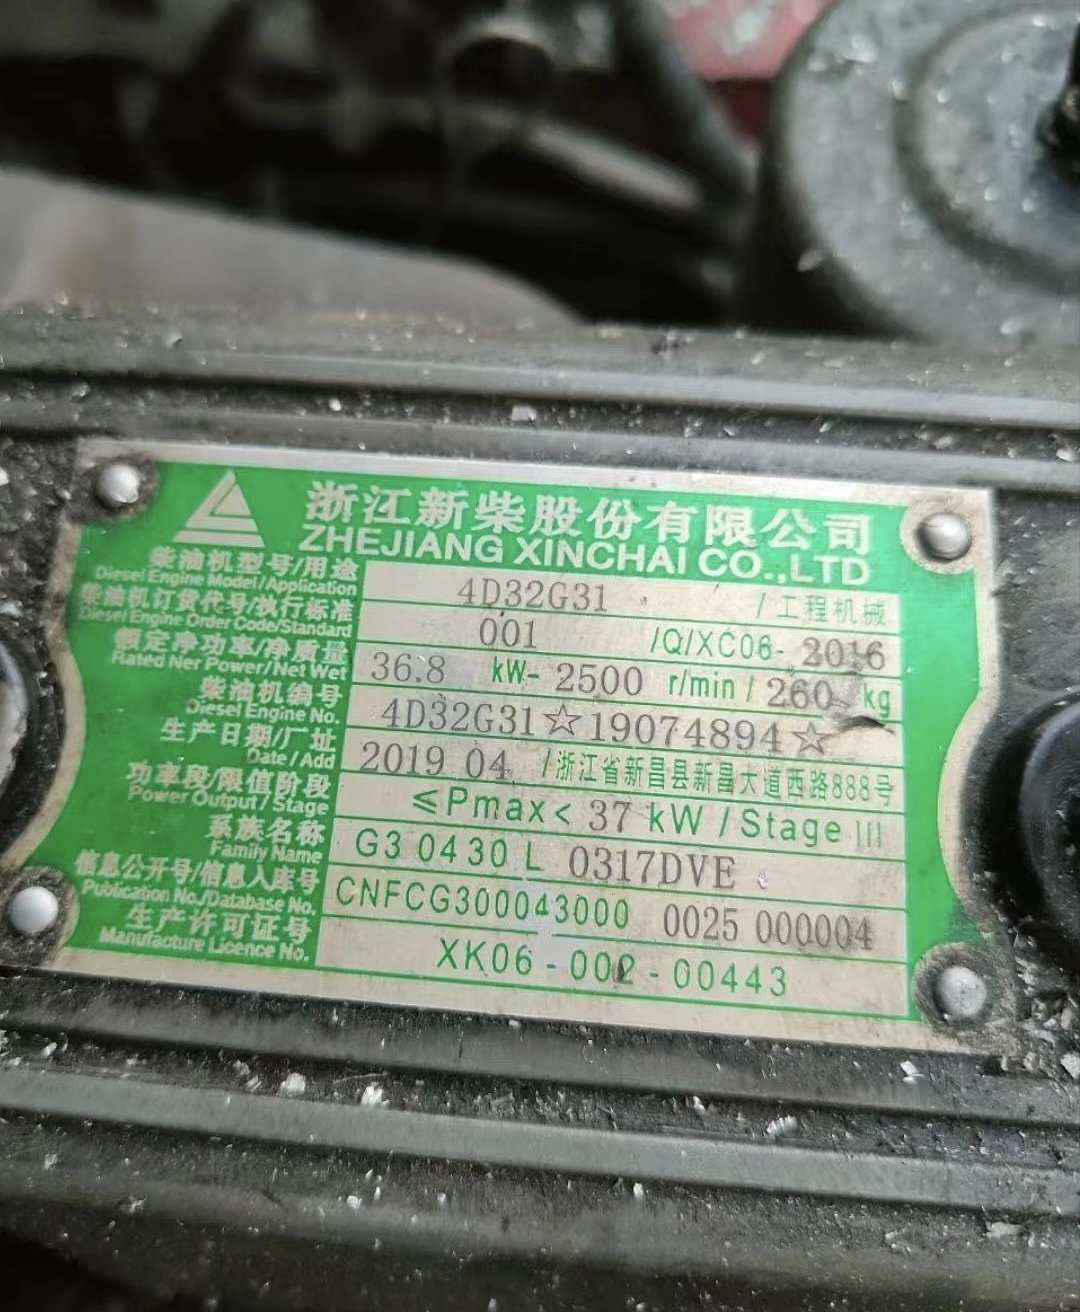 浙江新柴股份有限公司
ZHEJIANG XINCHAI CO.,LTD
柴油机型号/用途
Diesel Engine Model/Application
4D32G31 /工程机械
柴油机订货代号/执行标准
Diesel Engine Order Code/Standard
001 /Q/XC06-2016
额定净功率/净质量
Rated Ner Power/Net Wet
36.8 kW- 2500 r/min / 260 kg
柴油机编号
Diesel Engine No.
4D32G31☆19074894☆
生产日期/厂址
Date/Add
2019 04 /浙江省新昌县新昌大道西路888号
功率段/限值阶段
Power Output/Stage
≤Pmax< 37 kW /Stage III
系族名称
Family Name
G3 0430 L 0317DVE
信息公开号/信息入库号
Publication No./Database No.
CNFCG300043000 0025 000004
生产许可证号
Manufacture Licence No.
XK06-002-00443